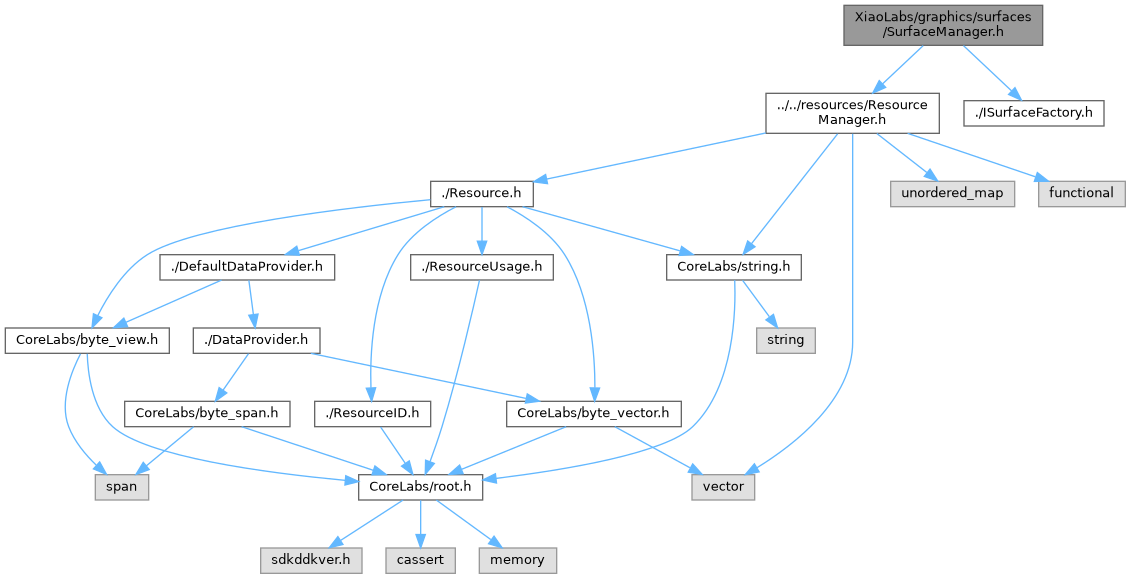 XiaoLabs/graphics/surfaces
/SurfaceManager.h
../../resources/Resource
Manager.h
./ISurfaceFactory.h
./Resource.h
unordered_map
functional
./DefaultDataProvider.h
./ResourceUsage.h
CoreLabs/string.h
CoreLabs/byte_view.h
./DataProvider.h
string
CoreLabs/byte_span.h
./ResourceID.h
CoreLabs/byte_vector.h
span
CoreLabs/root.h
vector
sdkddkver.h
cassert
memory